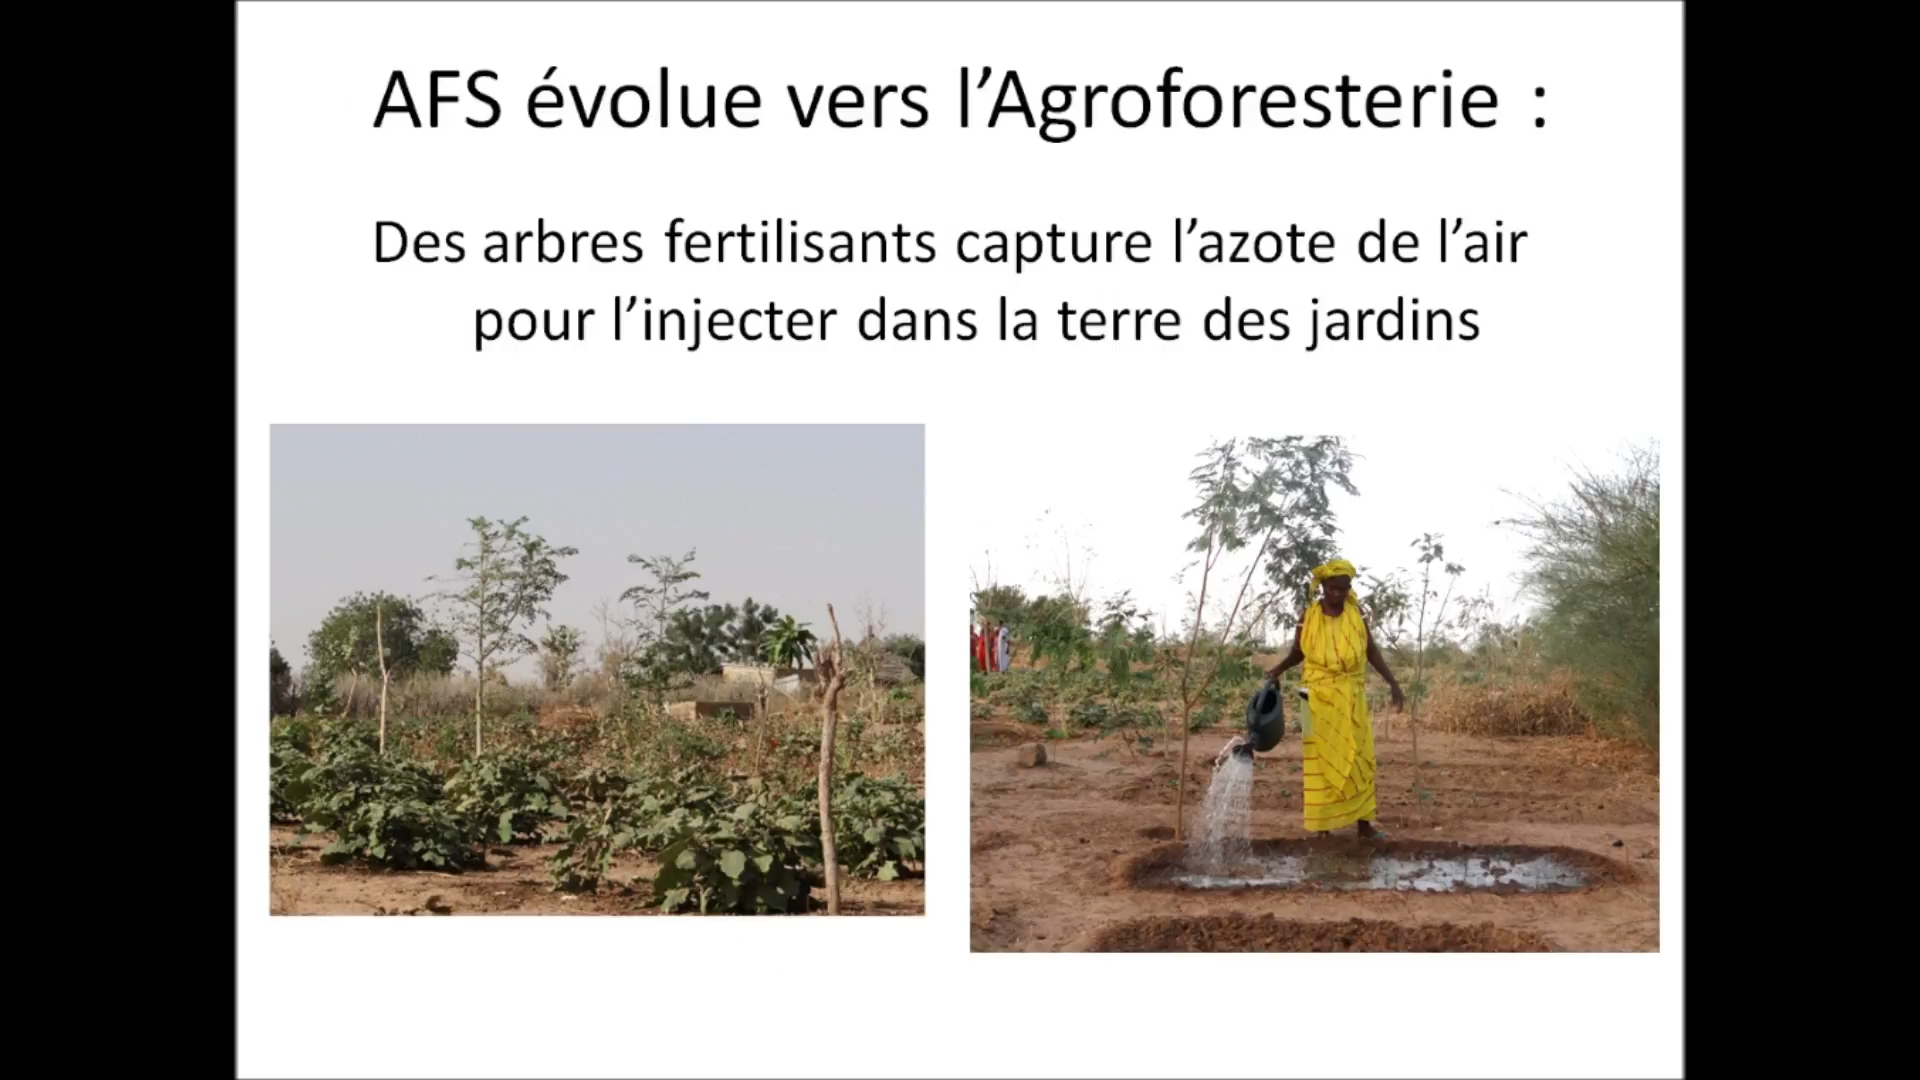 AFS évolue vers l’Agroforesterie :
Des arbres fertilisants capture l’azote de l’air
pour l’injecter dans la terre des jardins